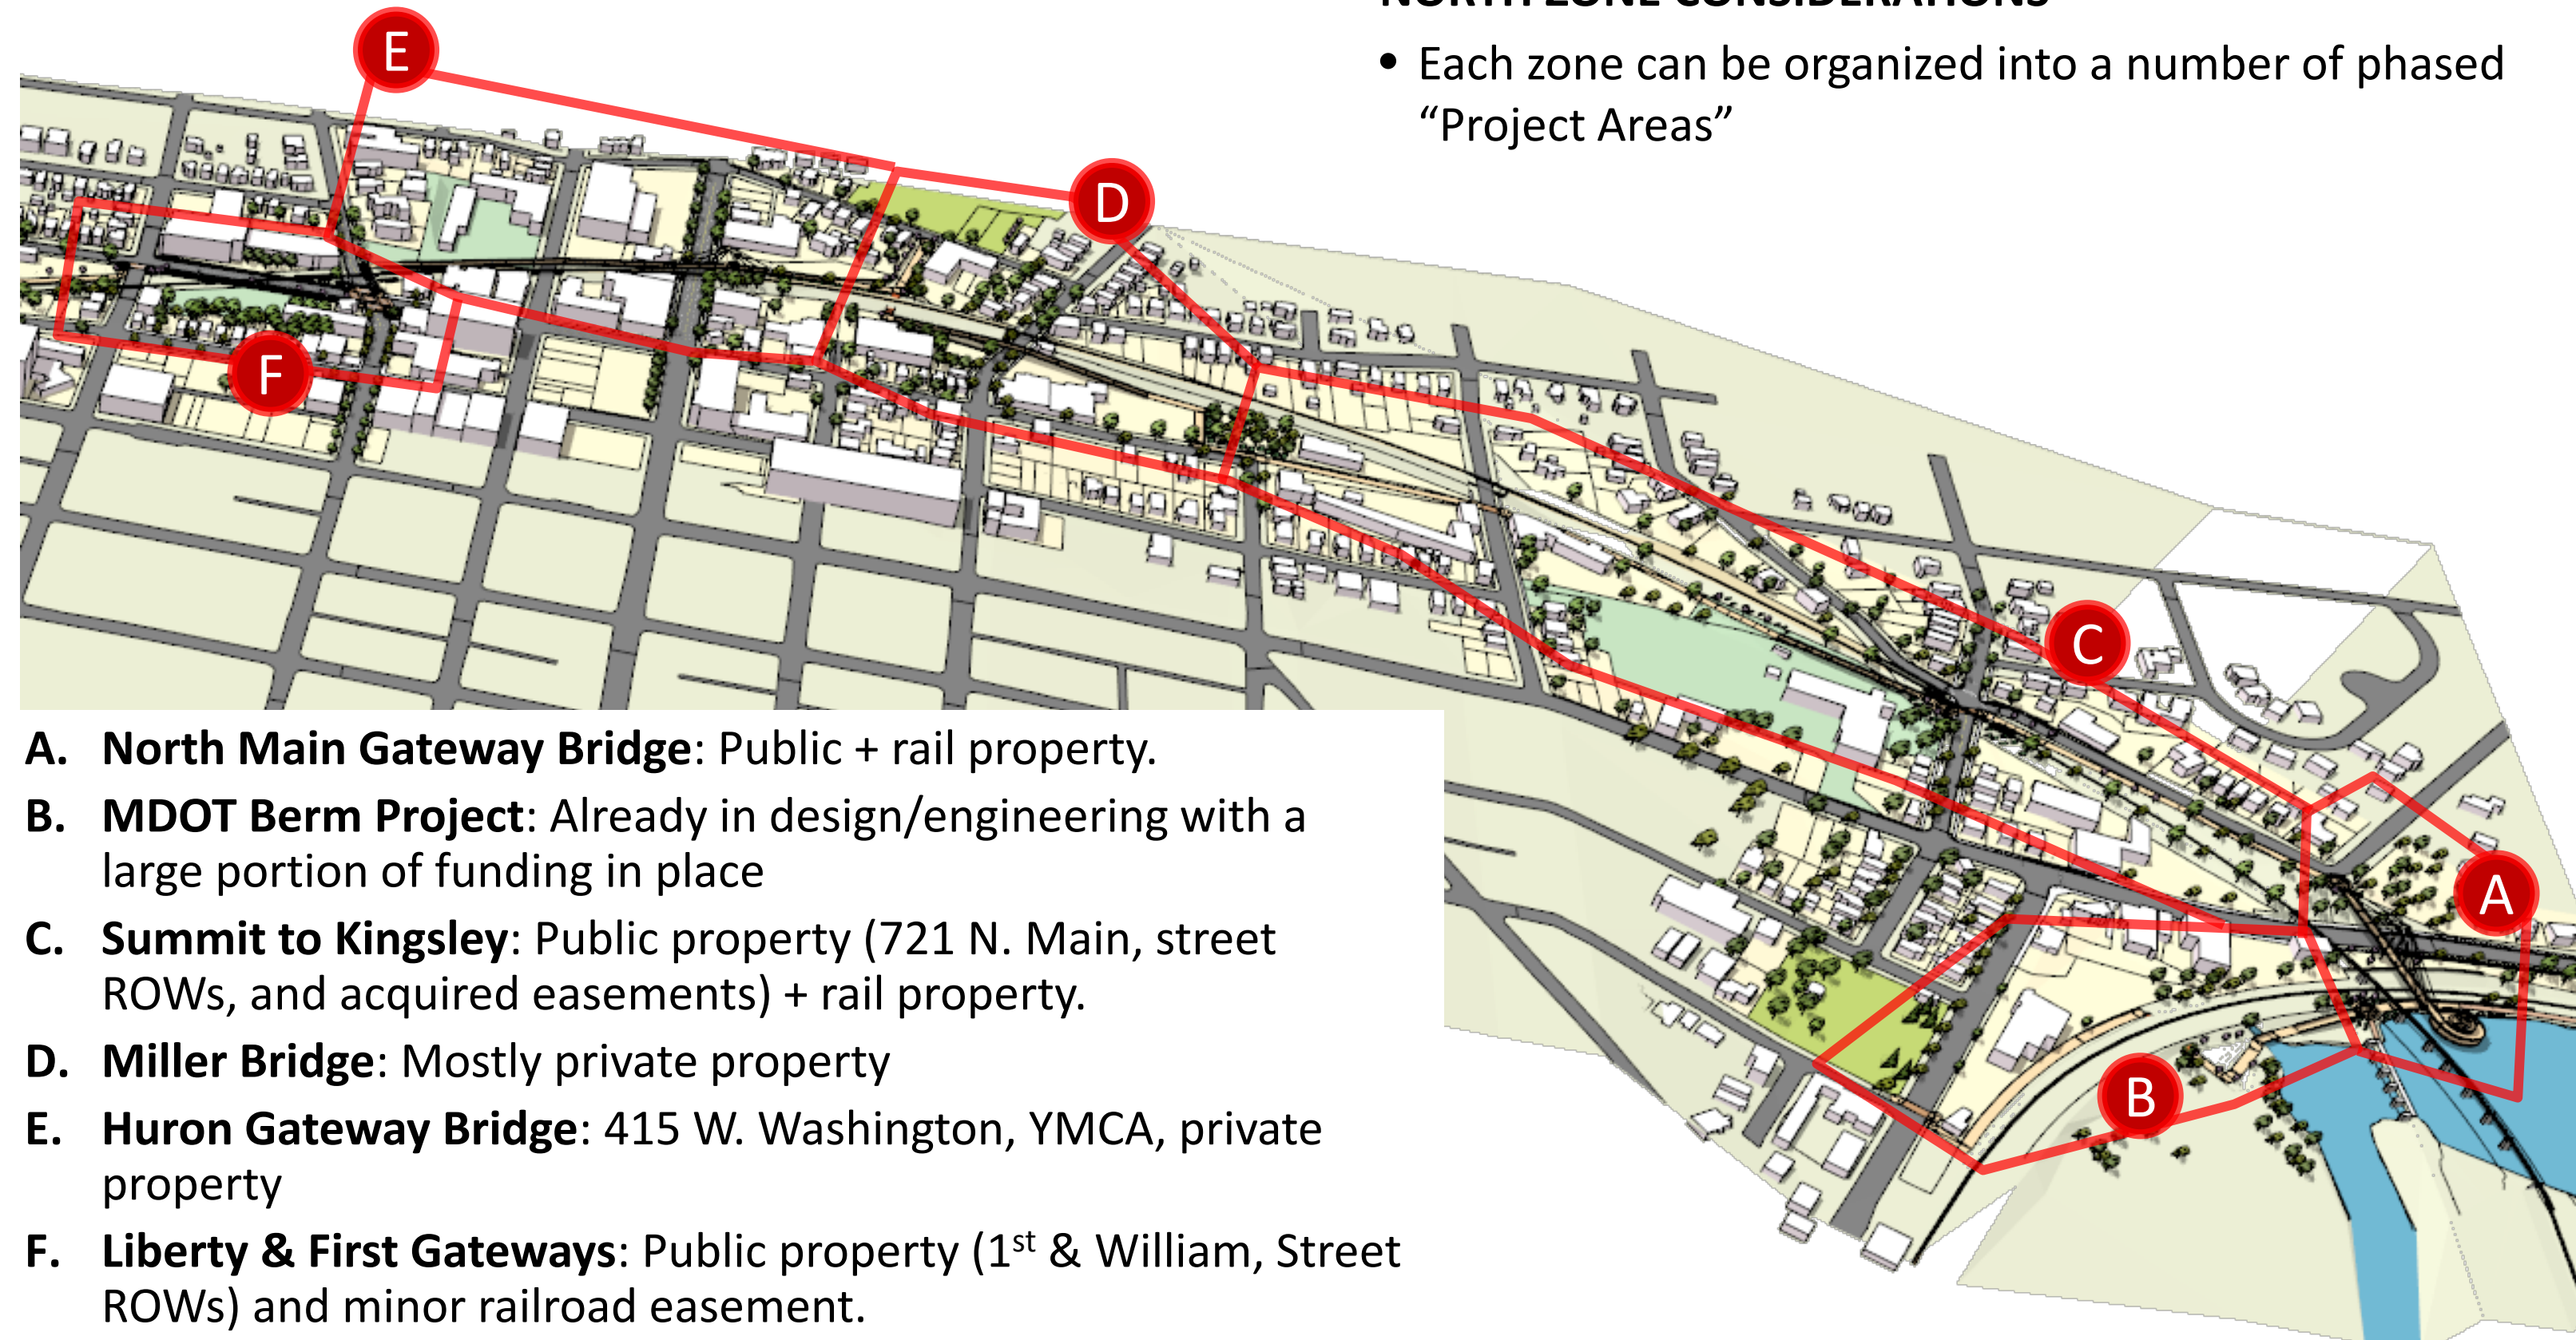 NORTH ZONE CONSIDERATIONS
• Each zone can be organized into a number of phased
“Project Areas”
E
D
F
C
A
B
A. North Main Gateway Bridge: Public + rail property.
B. MDOT Berm Project: Already in design/engineering with a
large portion of funding in place
C. Summit to Kingsley: Public property (721 N. Main, street
ROWs, and acquired easements) + rail property.
D. Miller Bridge: Mostly private property
E. Huron Gateway Bridge: 415 W. Washington, YMCA, private
property
F. Liberty & First Gateways: Public property (1st & William, Street
ROWs) and minor railroad easement.